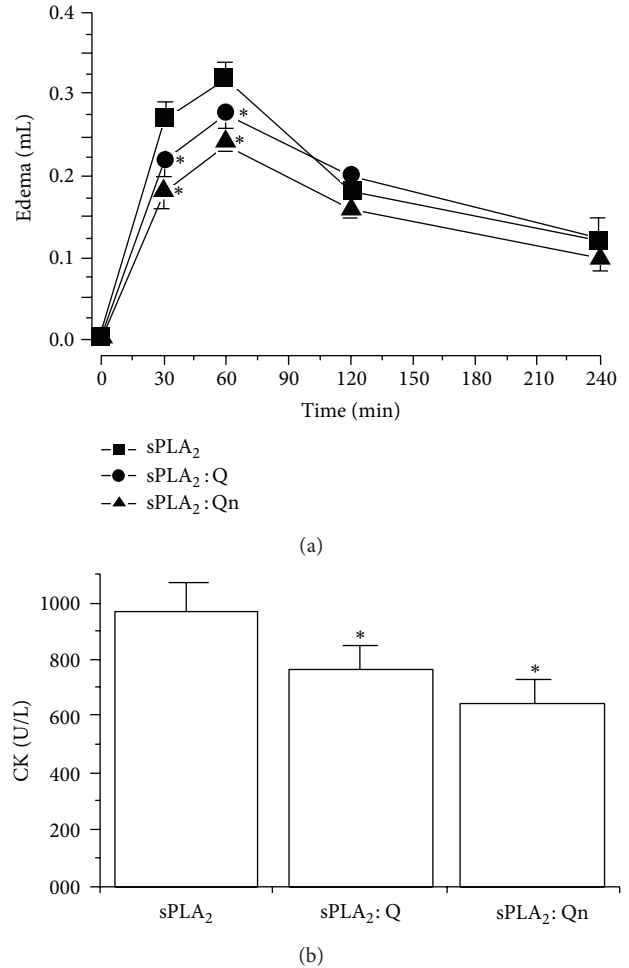 0.4
0.3
0.2
0.1
0.0
Edema (mL)
*
*
*
*
0 30 60 90 120 150 180 210 240
Time (min)
sPLA₂
sPLA₂ : Q
sPLA₂ : Qn
(a)
1000
800
600
400
200
000
CK (U/L)
*
*
sPLA₂ sPLA₂: Q sPLA₂: Qn
(b)